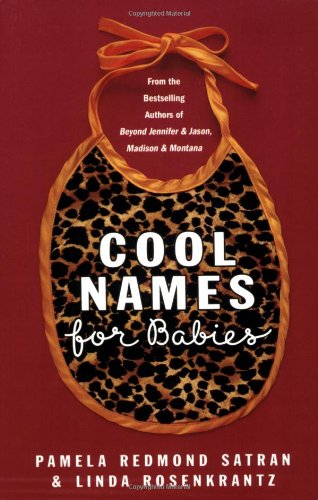 From the
Bestselling
Authors of
Beyond Jennifer & Jason,
Madison & Montana
COOL
NAMES
for Babies
PAMELA REDMOND SATRAN
& LINDA ROSENKRANTZ